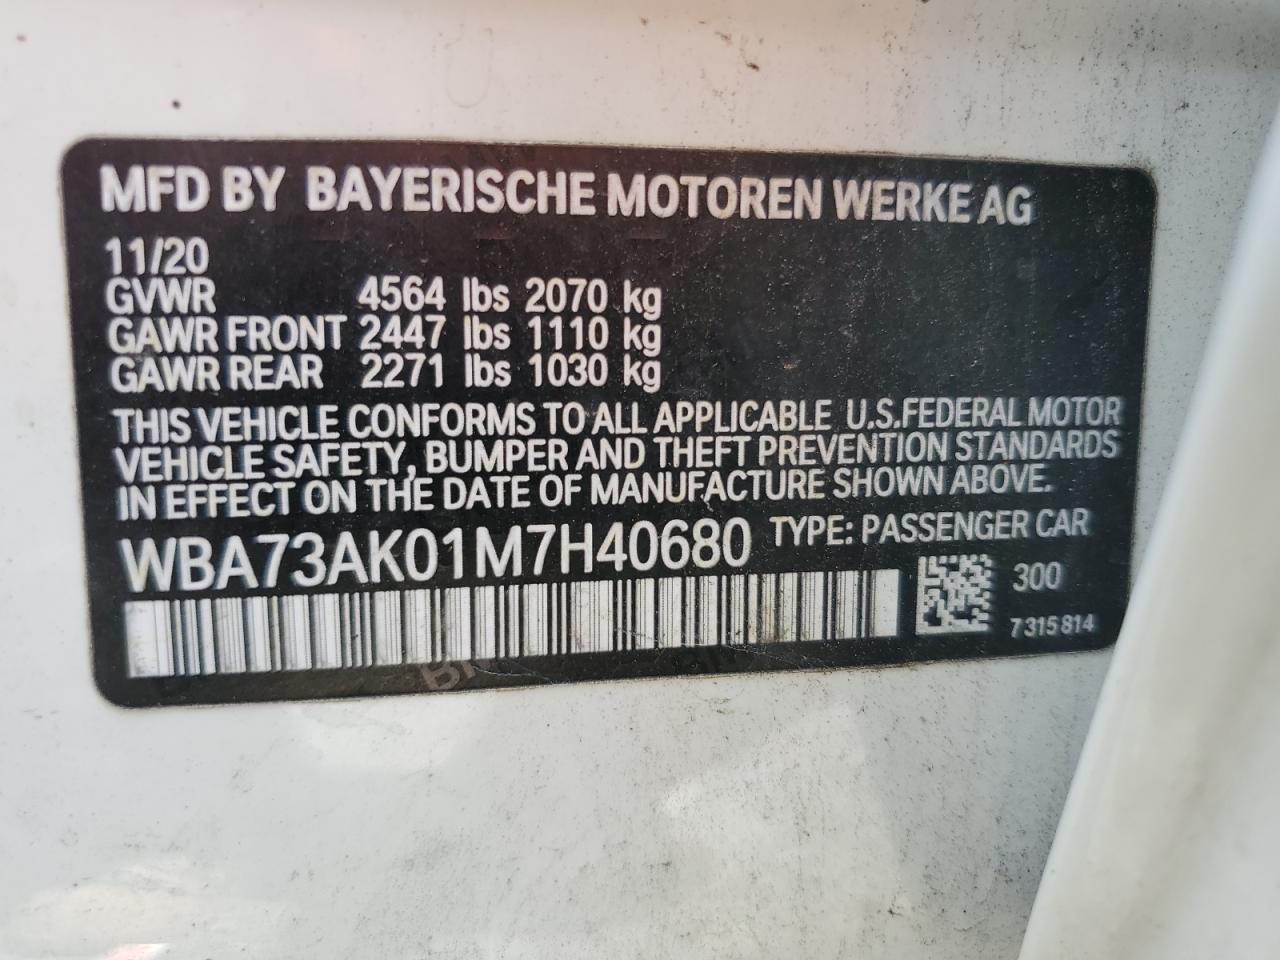 MFD BY BAYERISCHE MOTOREN WERKE AG
11/20
GVWR 4564 lbs 2070 kg
GAWR FRONT 2447 lbs 1110 kg
GAWR REAR 2271 lbs 1030 kg
THIS VEHICLE CONFORMS TO ALL APPLICABLE U.S.FEDERAL MOTOR
VEHICLE SAFETY, BUMPER AND THEFT PREVENTION STANDARDS
IN EFFECT ON THE DATE OF MANUFACTURE SHOWN ABOVE.
WBA73AK01M7H40680 TYPE: PASSENGER CAR
300
7 315 814